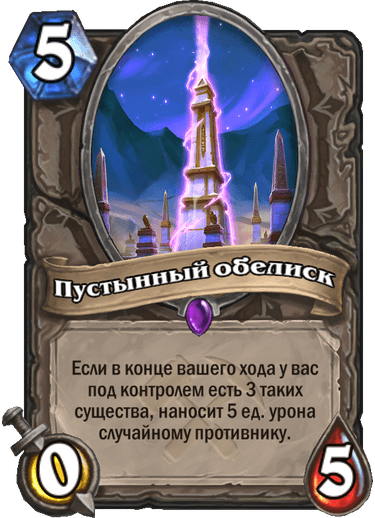 5
Пустынный обелиск
Если в конце вашего хода у вас
под контролем есть 3 таких
существа, наносит 5 ед. урона
случайному противнику.
0
5